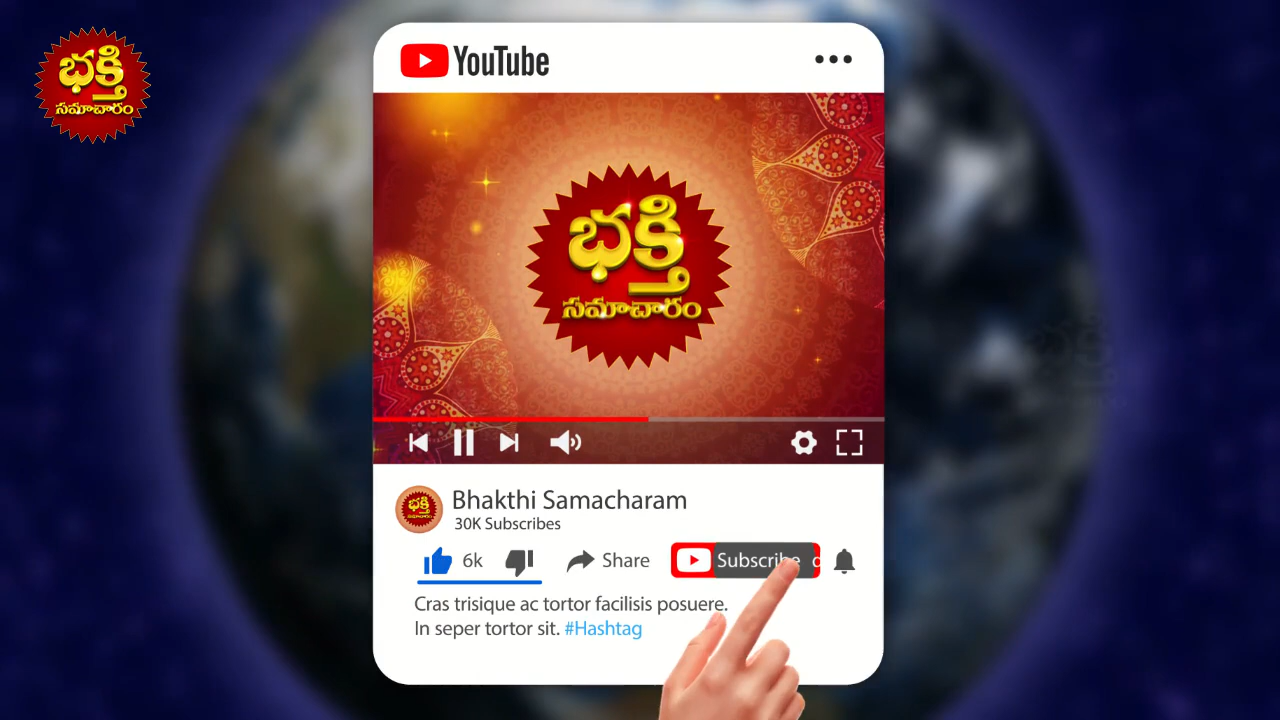 భక్తి
సమాచారం
YouTube
భక్తి
సమాచారం
భక్తి
Bhakthi Samacharam
30K Subscribes
6k Share Subscribe d
Cras trisique ac tortor facilisis posuere.
In seper tortor sit. #Hashtag